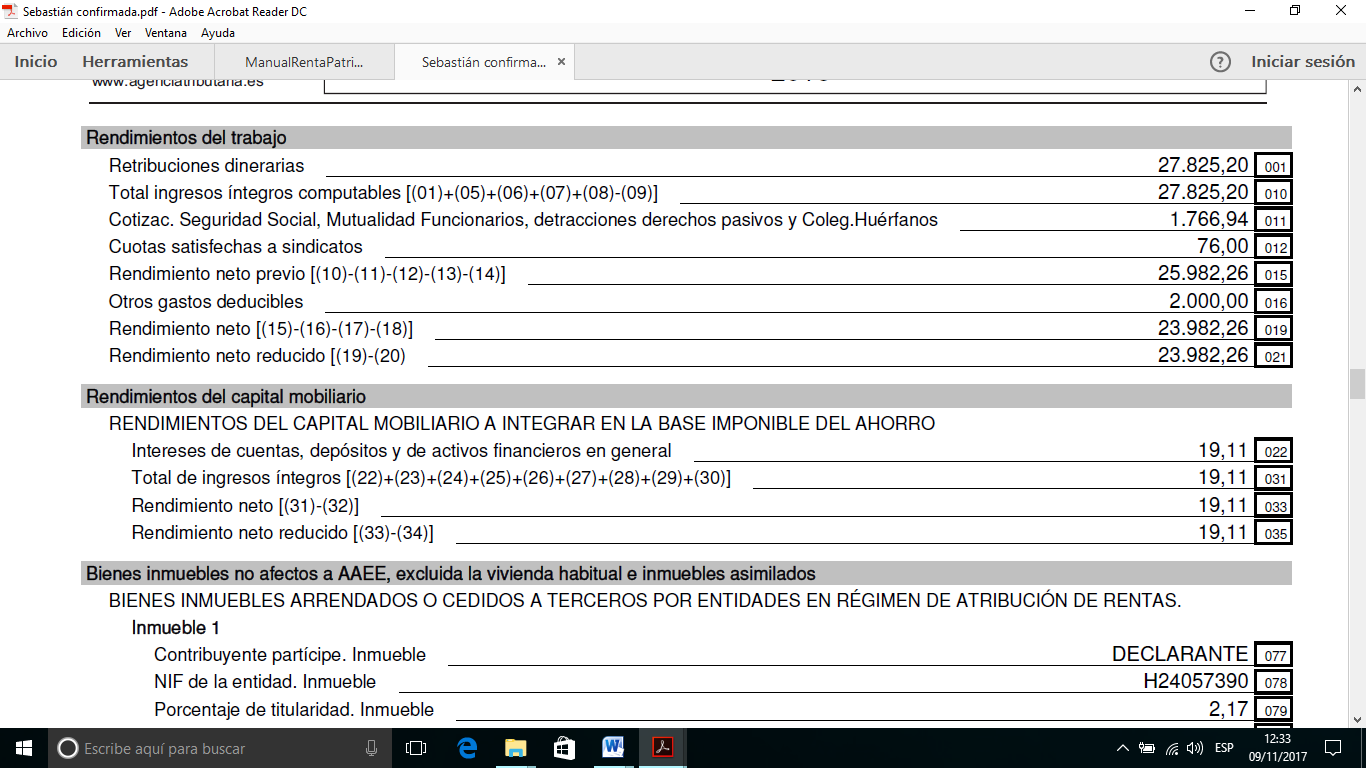 Sebastián confirmada.pdf - Adobe Acrobat Reader DC
Archivo Edición Ver Ventana Ayuda
Inicio Herramientas ManualRentaPatri... Sebastián confirma... × ? Iniciar sesión
www.agenciatributaria.es
Rendimientos del trabajo
Retribuciones dinerarias 27.825,20 001
Total ingresos íntegros computables [(01)+(05)+(06)+(07)+(08)-(09)] 27.825,20 010
Cotizac. Seguridad Social, Mutualidad Funcionarios, detracciones derechos pasivos y Coleg.Huérfanos 1.766,94 011
Cuotas satisfechas a sindicatos 76,00 012
Rendimiento neto previo [(10)-(11)-(12)-(13)-(14)] 25.982,26 015
Otros gastos deducibles 2.000,00 016
Rendimiento neto [(15)-(16)-(17)-(18)] 23.982,26 019
Rendimiento neto reducido [(19)-(20) 23.982,26 021
Rendimientos del capital mobiliario
RENDIMIENTOS DEL CAPITAL MOBILIARIO A INTEGRAR EN LA BASE IMPONIBLE DEL AHORRO
Intereses de cuentas, depósitos y de activos financieros en general 19,11 022
Total de ingresos íntegros [(22)+(23)+(24)+(25)+(26)+(27)+(28)+(29)+(30)] 19,11 031
Rendimiento neto [(31)-(32)] 19,11 033
Rendimiento neto reducido [(33)-(34)] 19,11 035
Bienes inmuebles no afectos a AAEE, excluida la vivienda habitual e inmuebles asimilados
BIENES INMUEBLES ARRENDADOS O CEDIDOS A TERCEROS POR ENTIDADES EN RÉGIMEN DE ATRIBUCIÓN DE RENTAS.
Inmueble 1
Contribuyente partícipe. Inmueble DECLARANTE 077
NIF de la entidad. Inmueble H24057390 078
Porcentaje de titularidad. Inmueble 2,17 079
Escribe aquí para buscar ESP 12:33
09/11/2017